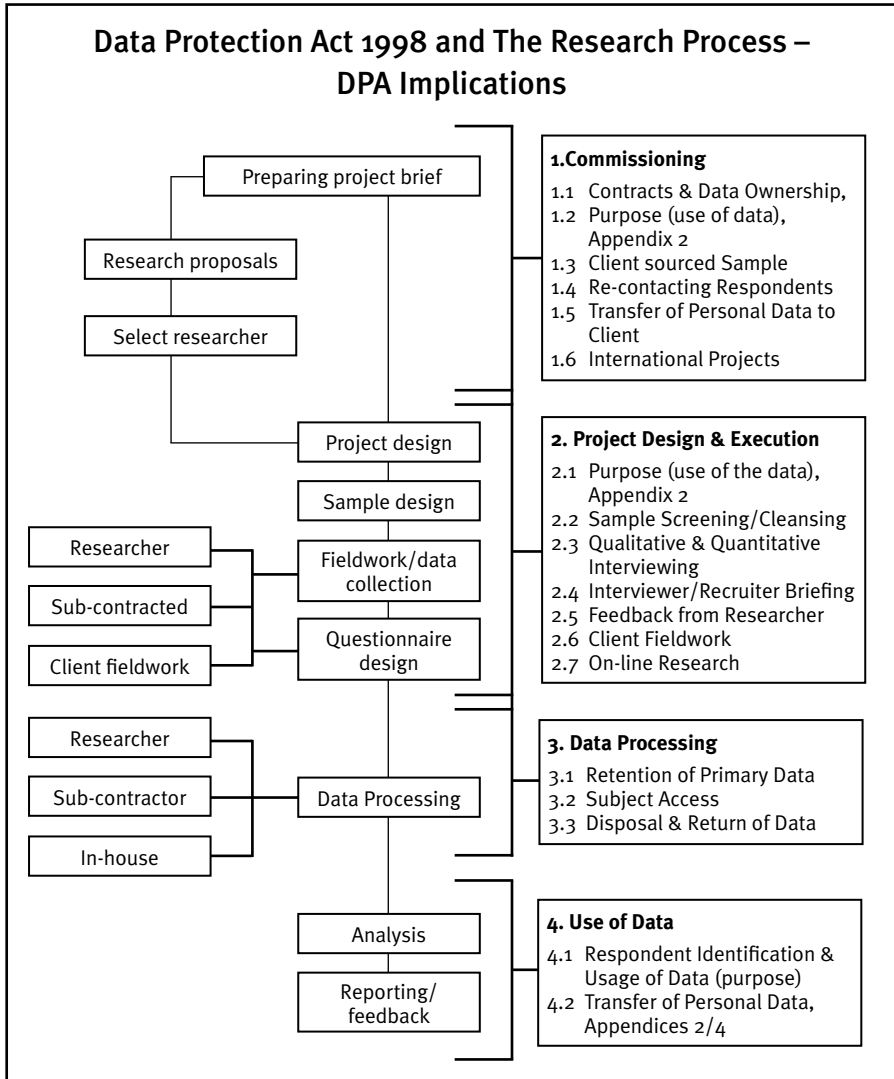 Data Protection Act 1998 and The Research Process –
DPA Implications
Preparing project brief
Research proposals
Select researcher
Project design
Sample design
Researcher
Sub-contracted
Client fieldwork
Fieldwork/data
collection
Questionnaire
design
Researcher
Sub-contractor
In-house
Data Processing
Analysis
Reporting/
feedback
1.Commissioning
1.1 Contracts & Data Ownership,
1.2 Purpose (use of data),
Appendix 2
1.3 Client sourced Sample
1.4 Re-contacting Respondents
1.5 Transfer of Personal Data to
Client
1.6 International Projects
2. Project Design & Execution
2.1 Purpose (use of the data),
Appendix 2
2.2 Sample Screening/Cleansing
2.3 Qualitative & Quantitative
Interviewing
2.4 Interviewer/Recruiter Briefing
2.5 Feedback from Researcher
2.6 Client Fieldwork
2.7 On-line Research
3. Data Processing
3.1 Retention of Primary Data
3.2 Subject Access
3.3 Disposal & Return of Data
4. Use of Data
4.1 Respondent Identification &
Usage of Data (purpose)
4.2 Transfer of Personal Data,
Appendices 2/4